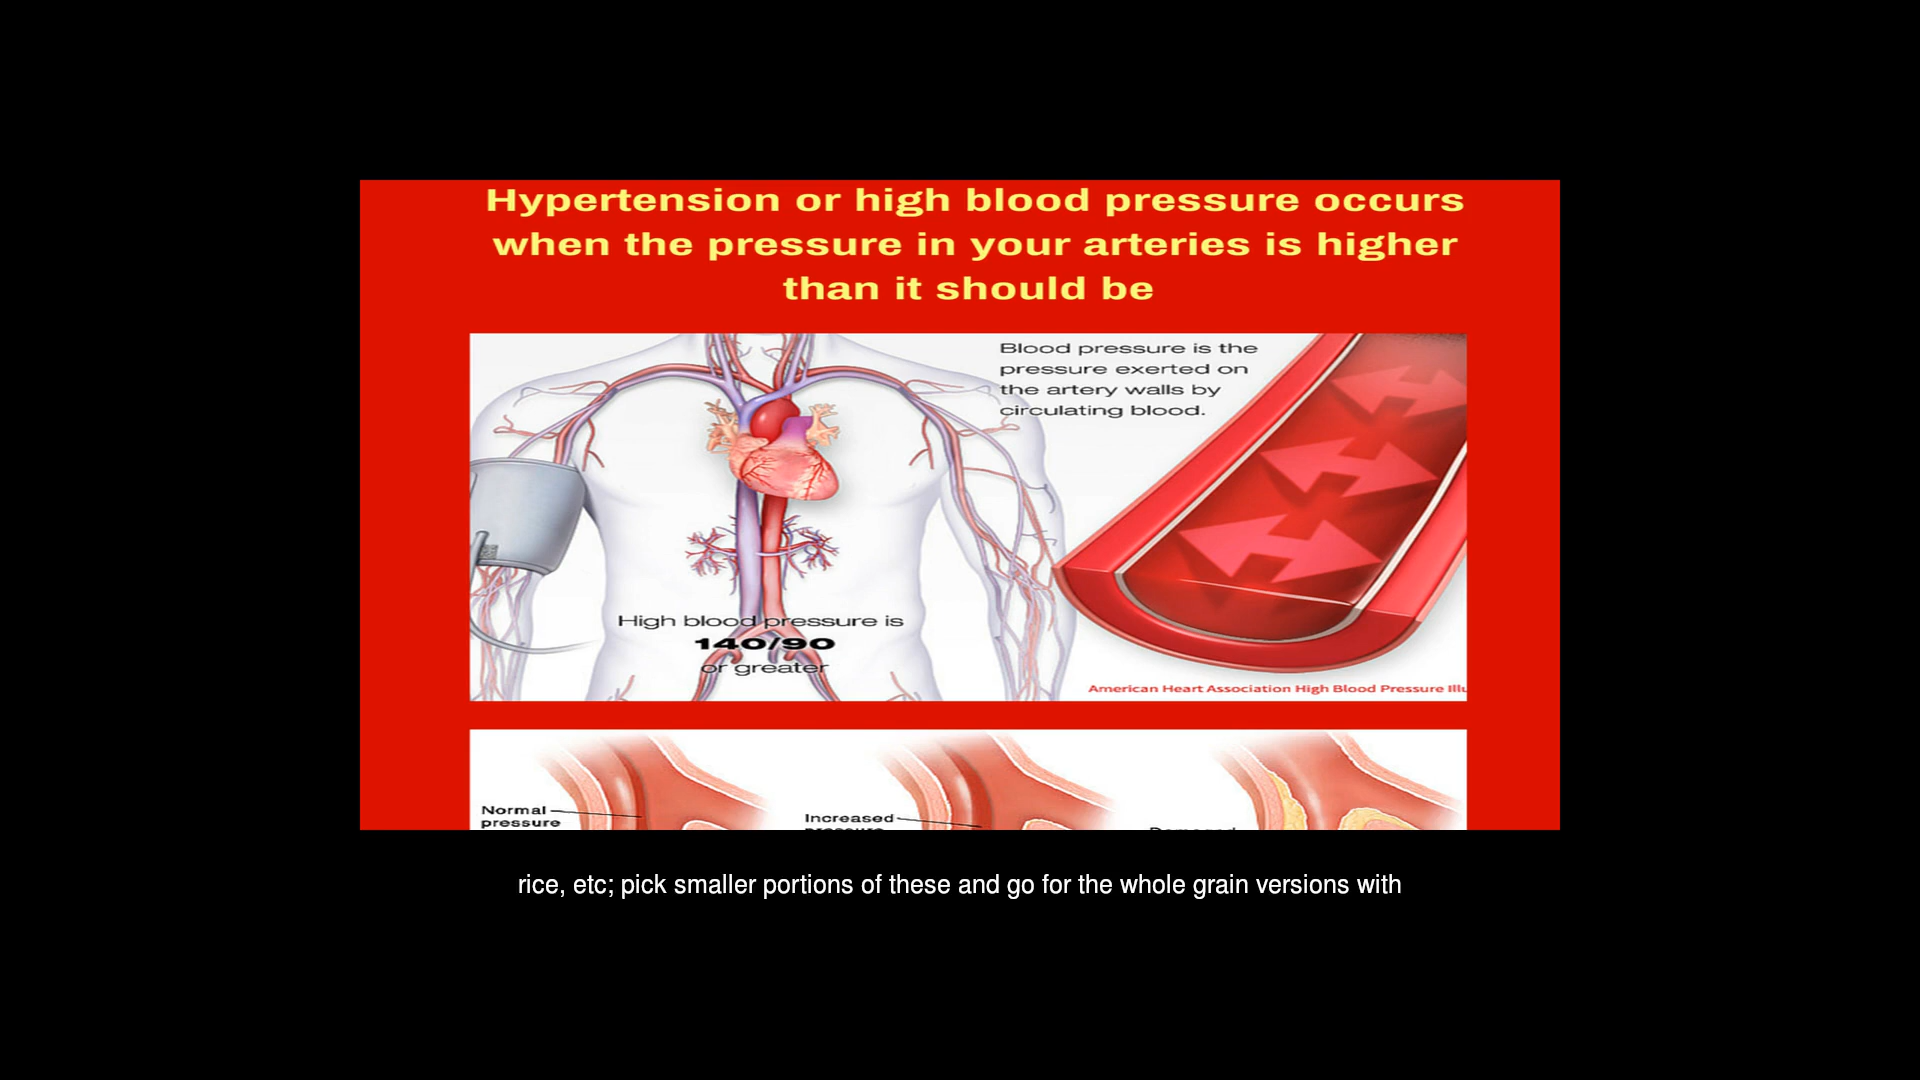 Hypertension or high blood pressure occurs
when the pressure in your arteries is higher
than it should be
Blood pressure is the
pressure exerted on
the artery walls by
circulating blood.
High blood pressure is
140/90
or greater
American Heart Association High Blood Pressure Illu
Normal
pressure
Increased
pressure
Damaged
rice, etc; pick smaller portions of these and go for the whole grain versions with